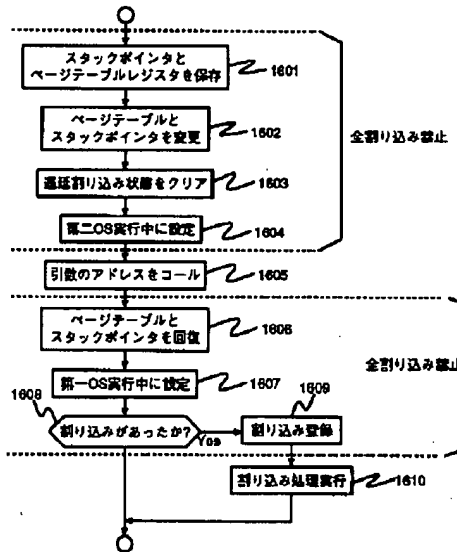 スタックポインタと
ページテーブルレジスタを保存
1601
ページテーブルと
スタックポインタを変更
1602
全割り込み禁止
遅延割り込み状態をクリア
1603
第二OS実行中に設定
1604
引数のアドレスをコール
1605
ページテーブルと
スタックポインタを回復
1606
全割り込み禁止
第一OS実行中に設定
1607
1608
割り込みがあったか?
Yes
1609
割り込み登録
割り込み処理実行
1610